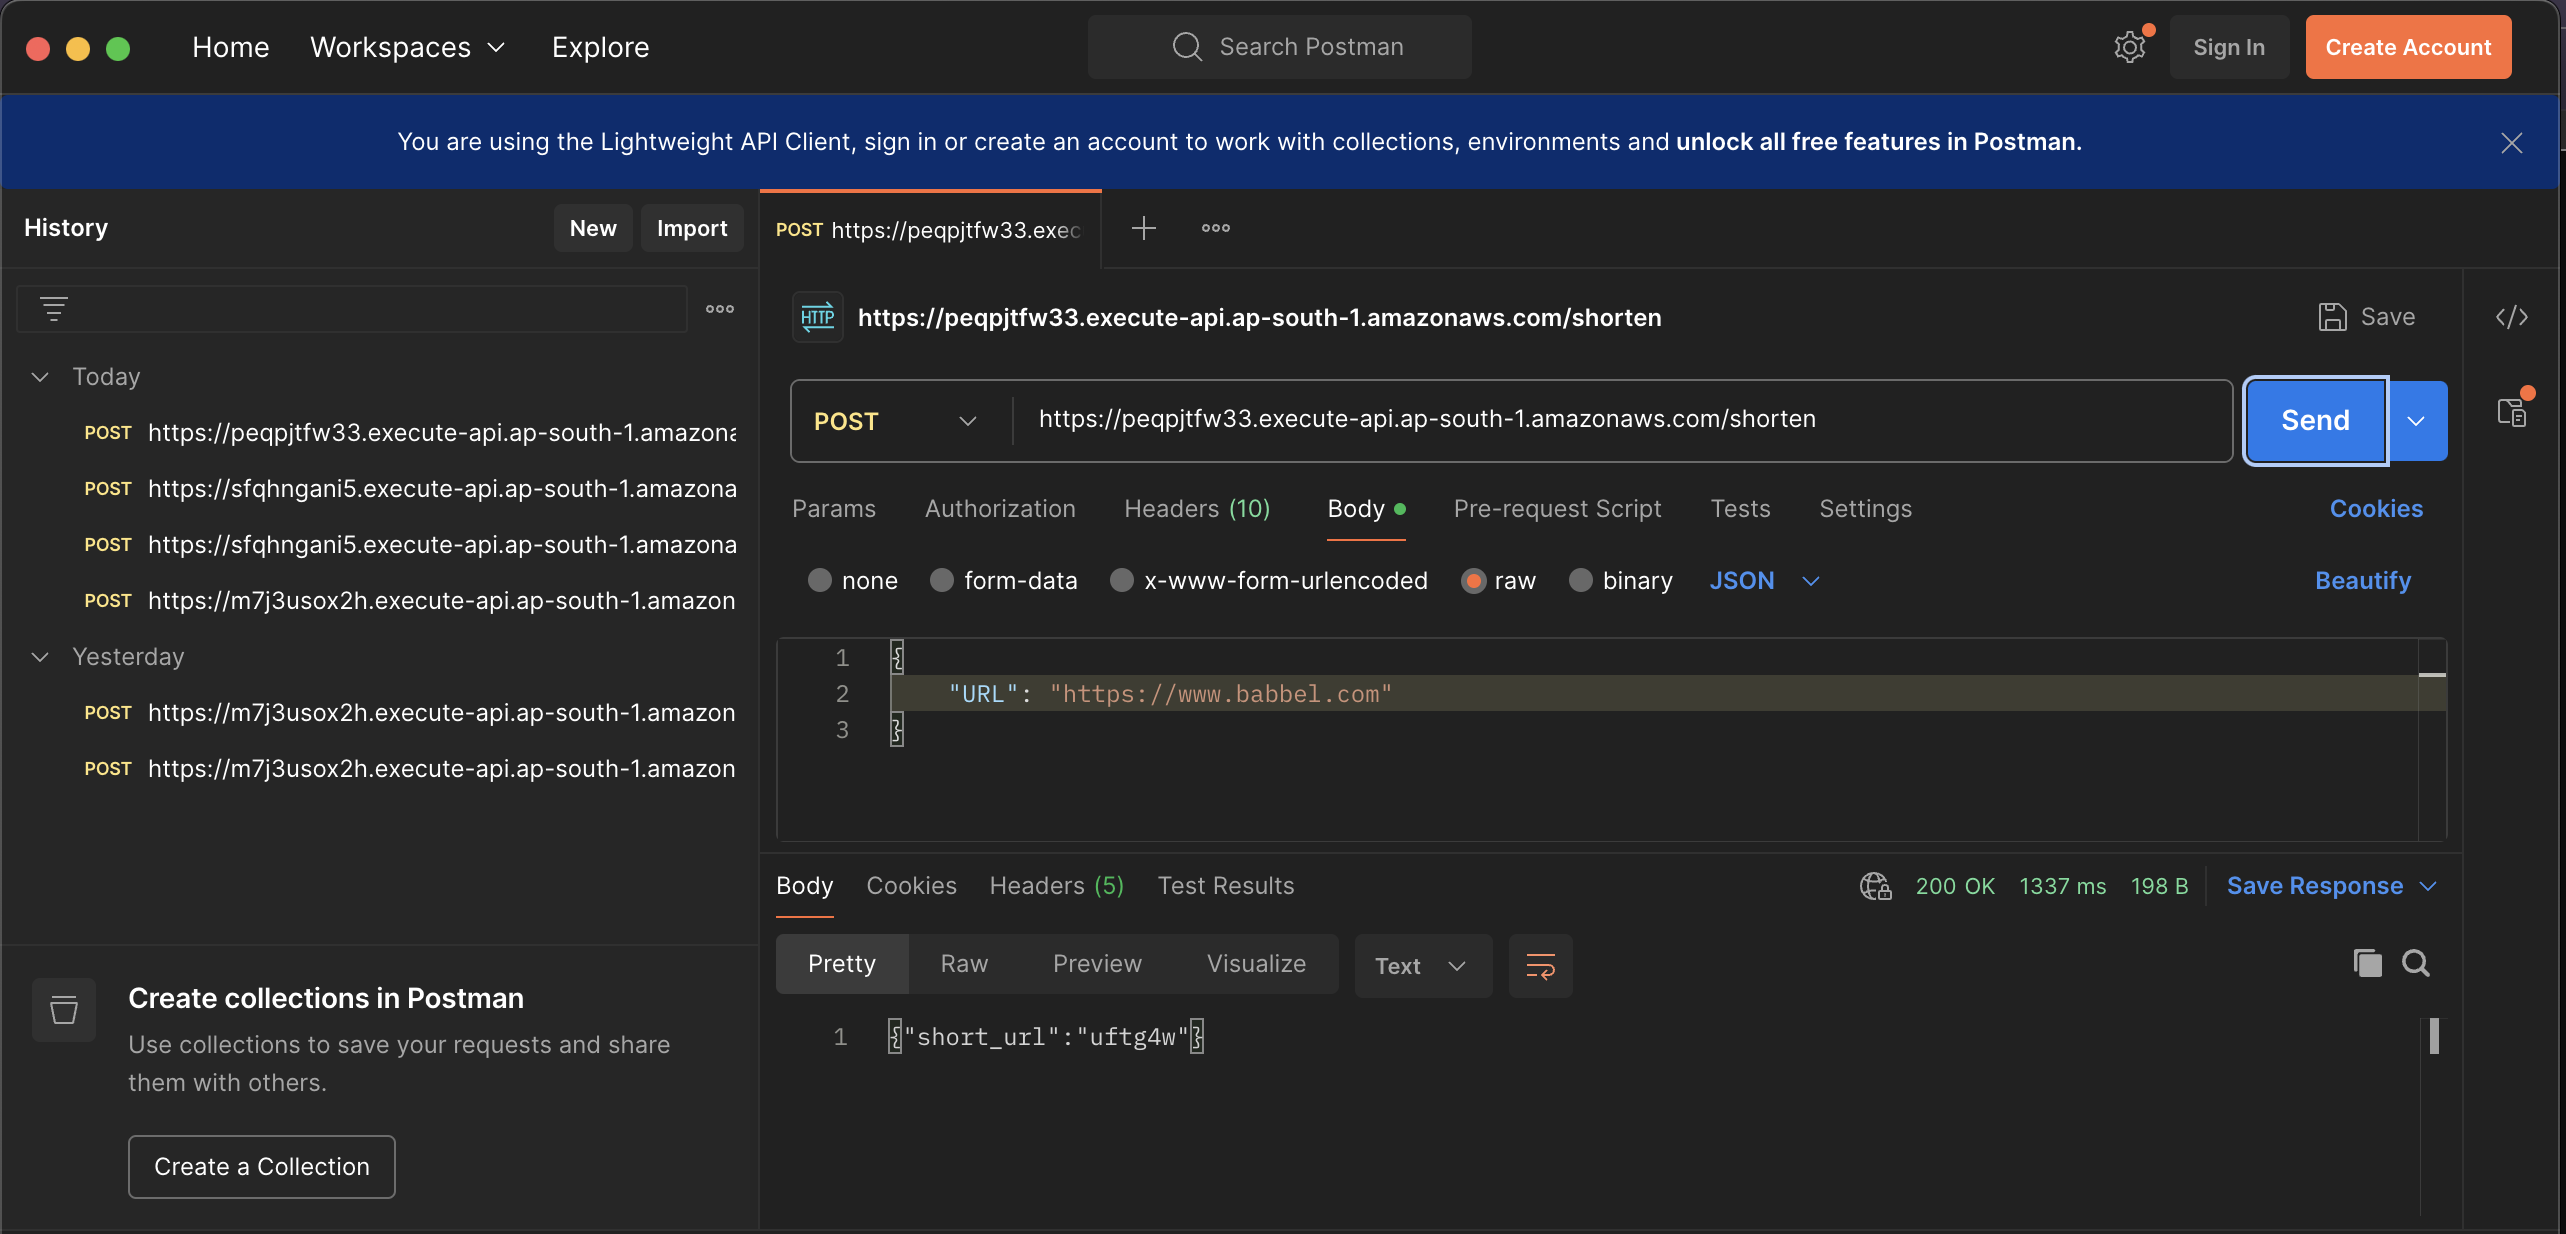 Home Workspaces Explore Search Postman Sign In Create Account
You are using the Lightweight API Client, sign in or create an account to work with collections, environments and unlock all free features in Postman.
History New Import
Today
POST https://peqpjtfw33.execute-api.ap-south-1.amazona
POST https://sfqhngani5.execute-api.ap-south-1.amazona
POST https://sfqhngani5.execute-api.ap-south-1.amazona
POST https://m7j3usox2h.execute-api.ap-south-1.amazon
Yesterday
POST https://m7j3usox2h.execute-api.ap-south-1.amazon
POST https://m7j3usox2h.execute-api.ap-south-1.amazon
Create collections in Postman
Use collections to save your requests and share
them with others.
Create a Collection
POST https://peqpjtfw33.exec
HTTP https://peqpjtfw33.execute-api.ap-south-1.amazonaws.com/shorten Save </>
POST https://peqpjtfw33.execute-api.ap-south-1.amazonaws.com/shorten Send
Params Authorization Headers (10) Body Pre-request Script Tests Settings Cookies
none form-data x-www-form-urlencoded raw binary JSON Beautify
1 {
2 "URL": "https://www.babbel.com"
3 }
Body Cookies Headers (5) Test Results 200 OK 1337 ms 198 B Save Response
Pretty Raw Preview Visualize Text
1 {"short_url":"uftg4w"}